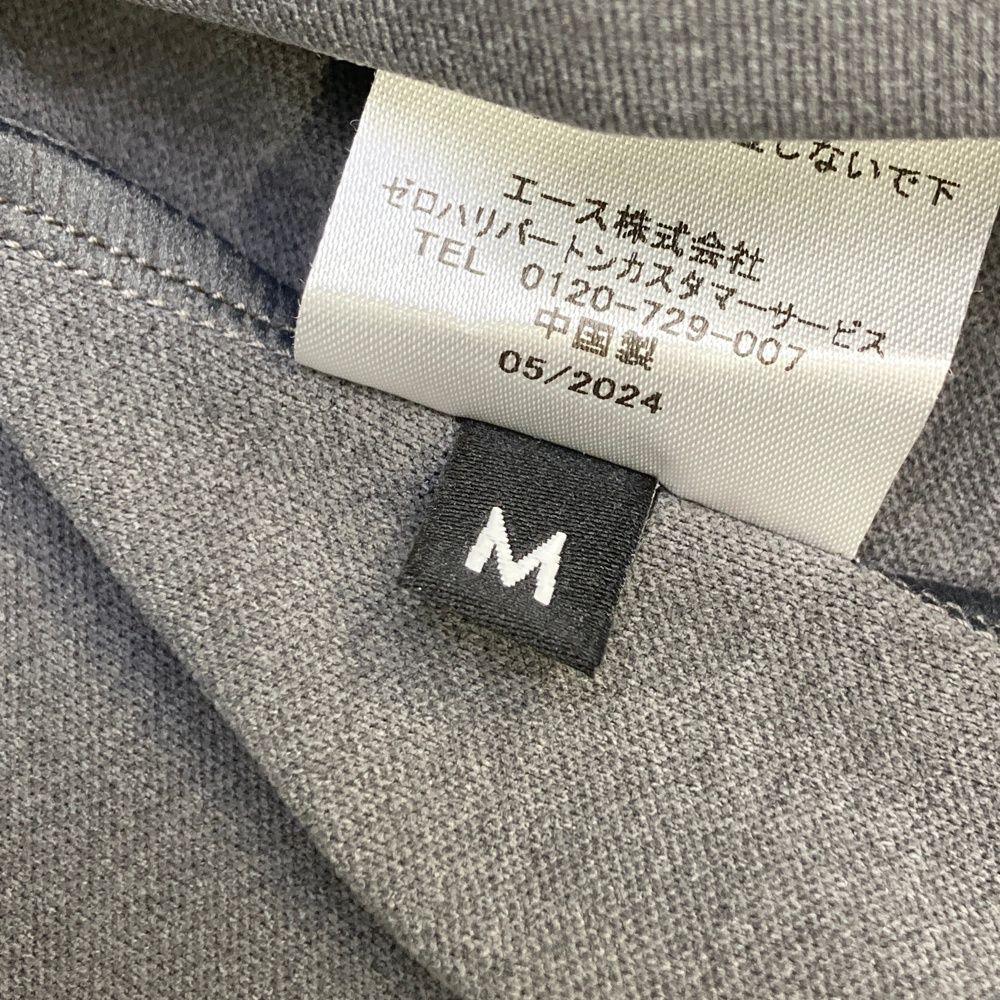 しないで下
エース株式会社
ゼロハリバートンカスタマーサービス
TEL 0120-729-007
中国製
05/2024
M